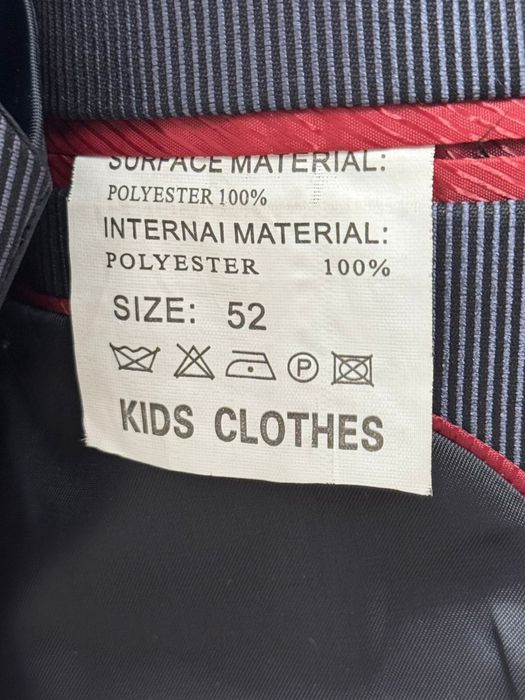 SURFACE MATERIAL:
POLYESTER 100%
INTERNAI MATERIAL:
POLYESTER 100%
SIZE: 52
P
KIDS CLOTHES